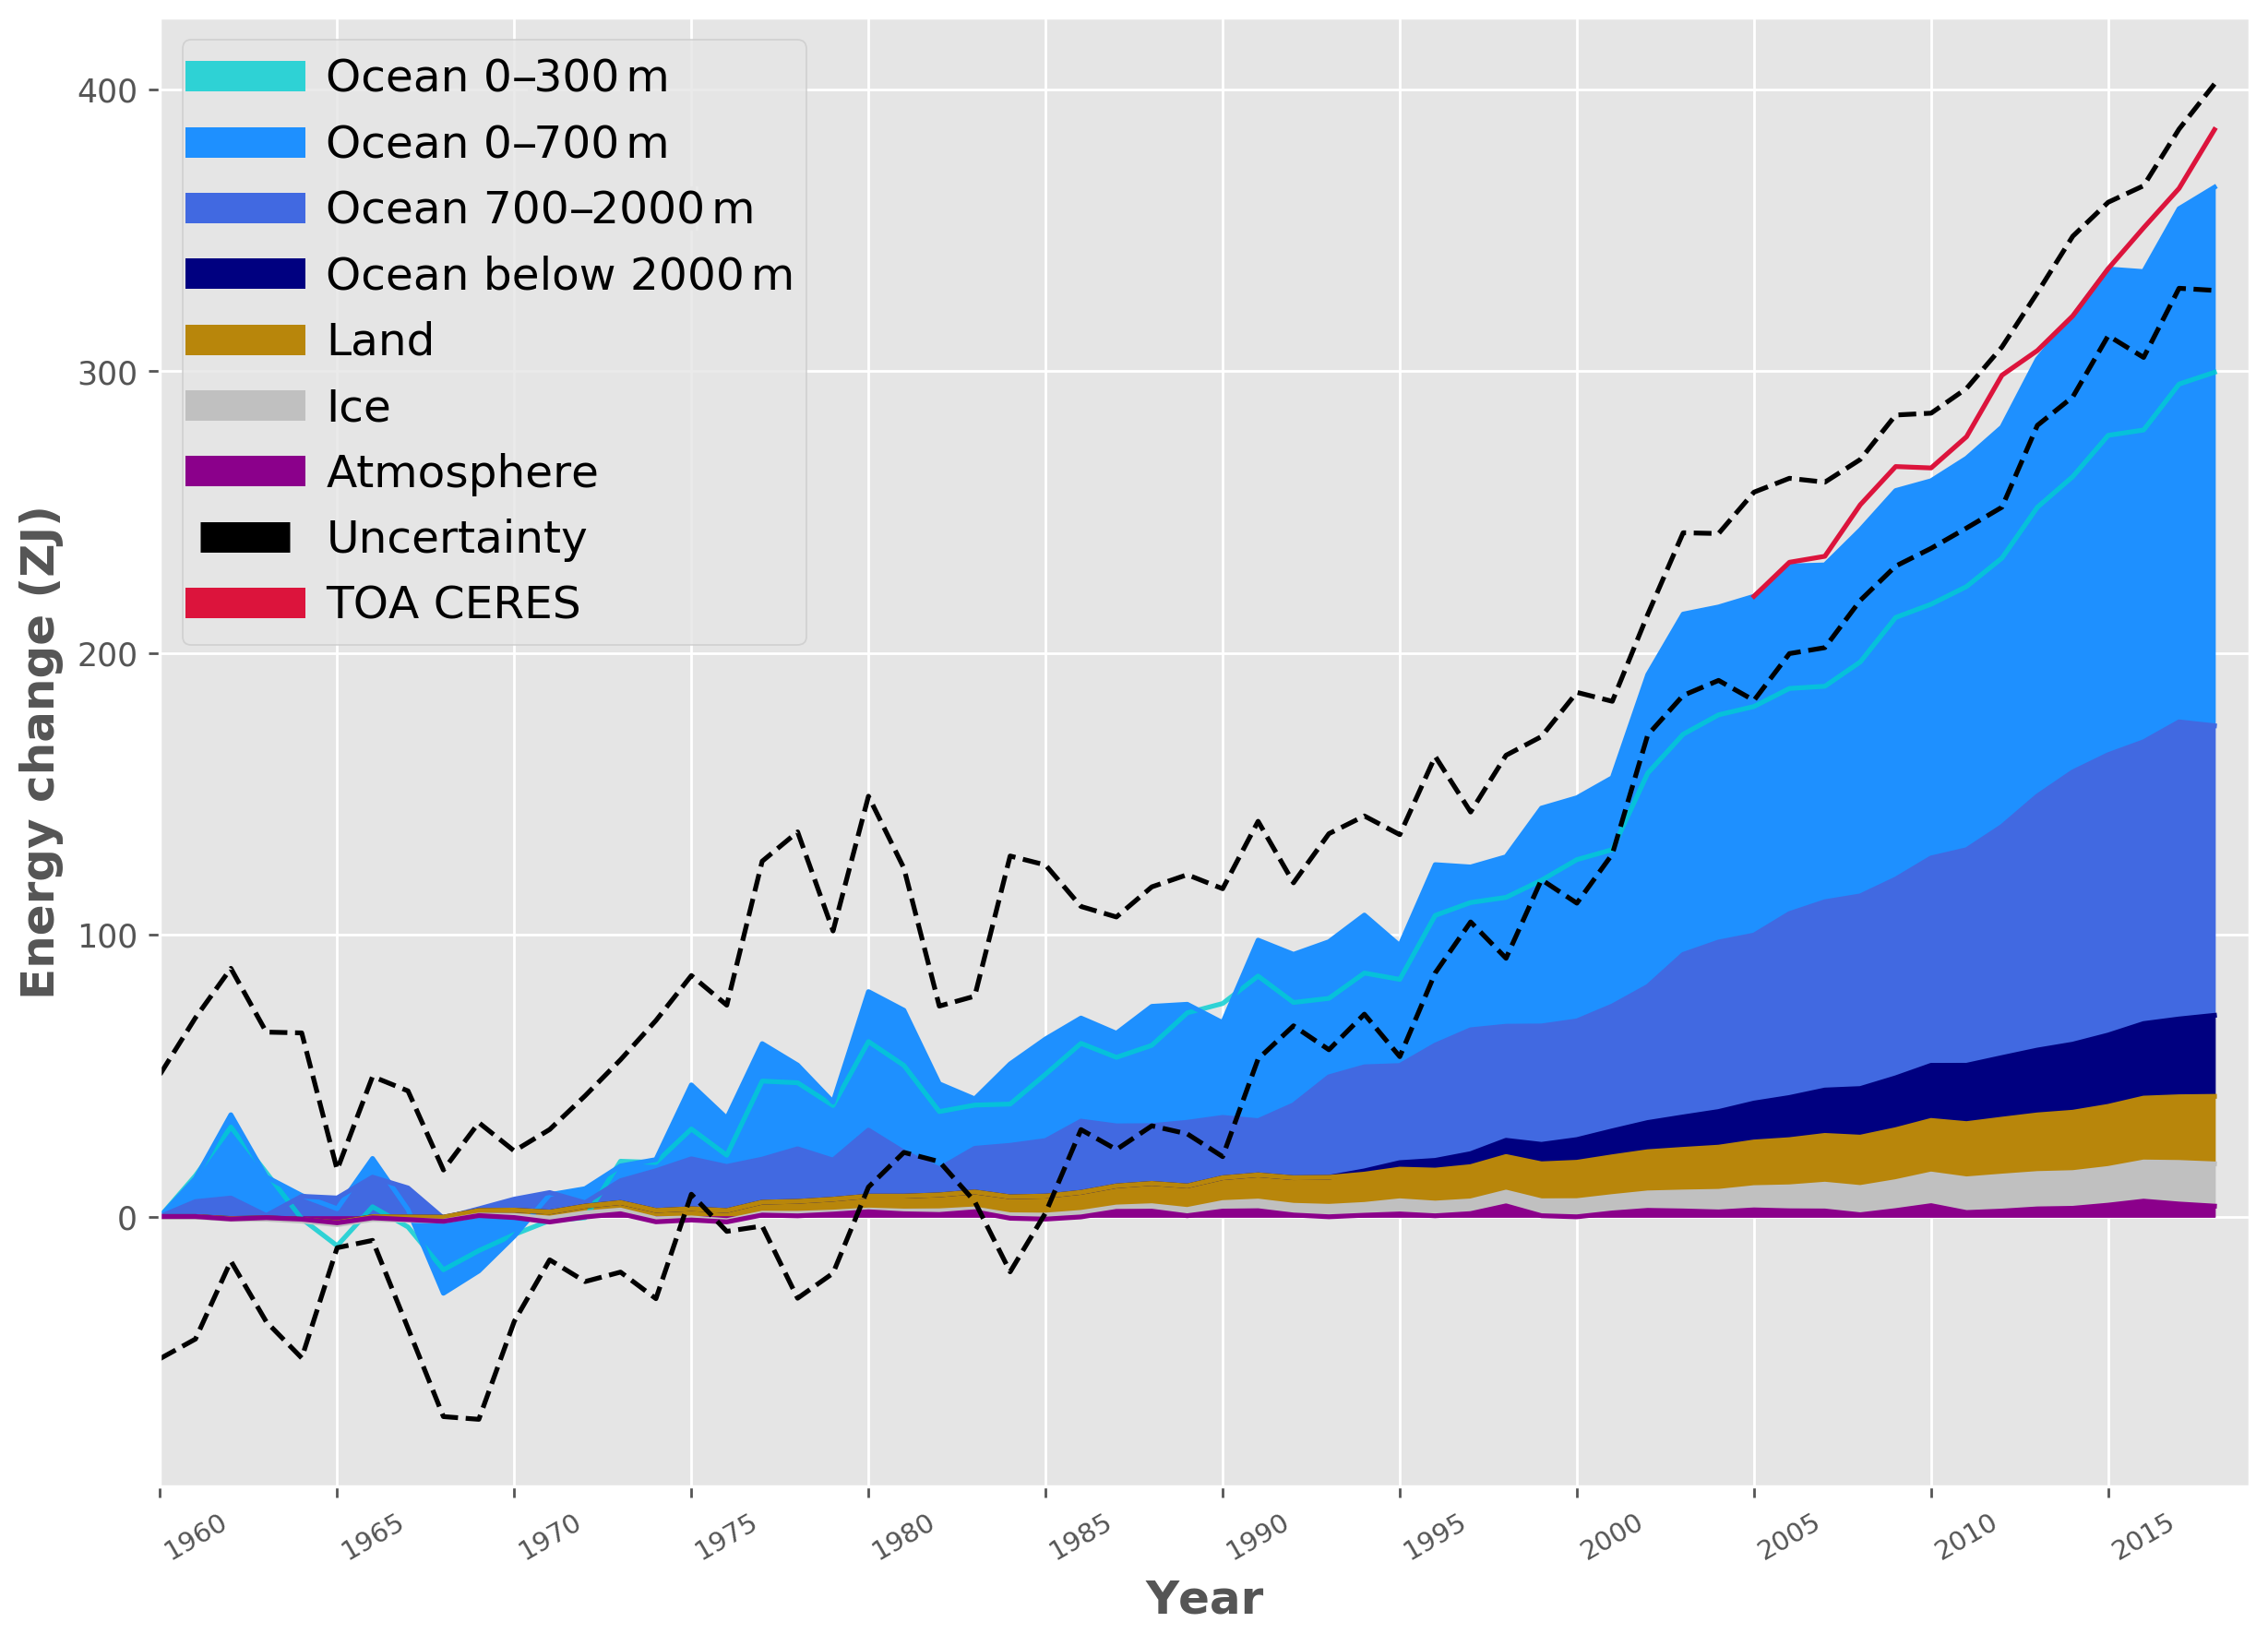 Ocean 0–300 m
Ocean 0–700 m
Ocean 700–2000 m
Ocean below 2000 m
Land
Ice
Atmosphere
Uncertainty
TOA CERES
400
300
200
100
0
Energy change (ZJ)
1960 1965 1970 1975 1980 1985 1990 1995 2000 2005 2010 2015
Year